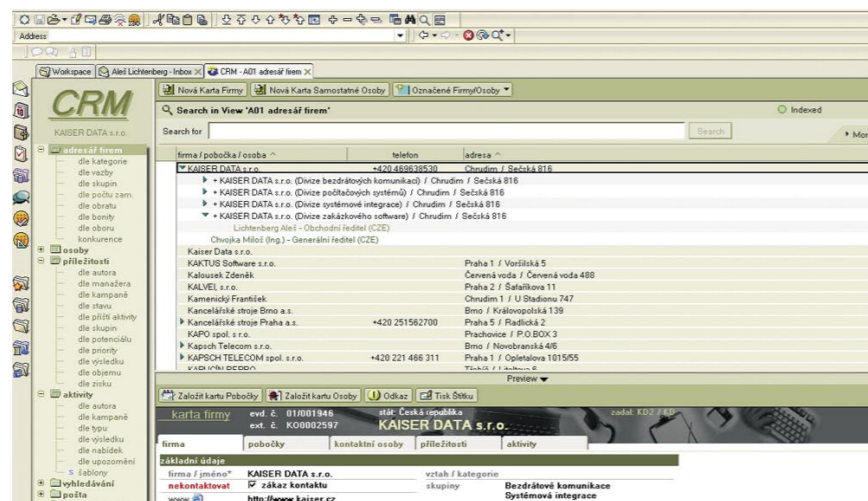 Address
Workspace
Aleš Lichtenberg - Inbox
CRM - A01 adresář firem
CRM
KAISER DATA s.r.o.
adresář firem
dle kategorie
dle vazby
dle skupin
dle počtu zam.
dle obratu
dle bonity
dle oboru
konkurence
osoby
příležitosti
dle autora
dle manažera
dle kampaně
dle stavu
dle příští aktivity
dle skupin
dle potenciálu
dle priority
dle výsledku
dle objemu
dle zisku
aktivity
dle autora
dle kampaně
dle typu
dle výsledku
dle nabídek
dle upozornění
S šablony
vyhledávání
pošta
Nová Karta Firmy Nová Karta Samostatné Osoby Označené Firmy/Osoby
Search in View 'A01 adresář firem' Indexed
Search for Search Mor
firma / pobočka / osoba telefon adresa
KAISER DATA s.r.o. +420 469638530 Chrudim / Sečská 816
+ KAISER DATA s.r.o. (Divize bezdrátových komunikací) / Chrudim / Sečská 816
+ KAISER DATA s.r.o. (Divize počítačových systémů) / Chrudim / Sečská 816
+ KAISER DATA s.r.o. (Divize systémové integrace) / Chrudim / Sečská 816
+ KAISER DATA s.r.o. (Divize zakázkového software) / Chrudim / Sečská 816
Lichtenberg Aleš - Obchodní ředitel (CZE)
Chvojka Miloš (Ing.) - Generální ředitel (CZE)
Kaiser Data s.r.o.
KAKTUS Software s.r.o. Praha 1 / Voršilská 5
Kalousek Zdeněk Červená voda / Červená voda 488
KALVEI, s.r.o. Praha 2 / Šafaříkova 11
Kamenický František Chrudim 1 / U Stadionu 747
Kancelářské stroje Brno a.s. Brno / Královopolská 139
Kancelářské stroje Praha a.s. +420 251562700 Praha 5 / Radlická 2
KAPO spol. s r.o. Prachovice / P.O.BOX 3
Kapsch Telecom s.r.o. Brno / Novobranská 4/6
KAPSCH TELECOM spol. s.r.o. +420 221 466 311 Praha 1 / Opletalova 1015/55
Preview
Založit kartu Pobočky Založit kartu Osoby Odkaz Tisk Štítku
karta firmy evd. č. 01/001946 stát: Česká republika zadal: KD2 / KD
ext. č. KO0002597 KAISER DATA s.r.o.
firma pobočky kontaktní osoby příležitosti aktivity
základní údaje
firma / jméno* KAISER DATA s.r.o. vztah / kategorie
nekontaktovat zákaz kontaktu skupiny Bezdrátové komunikace
Systémová integrace
www http://www.kaiser.cz